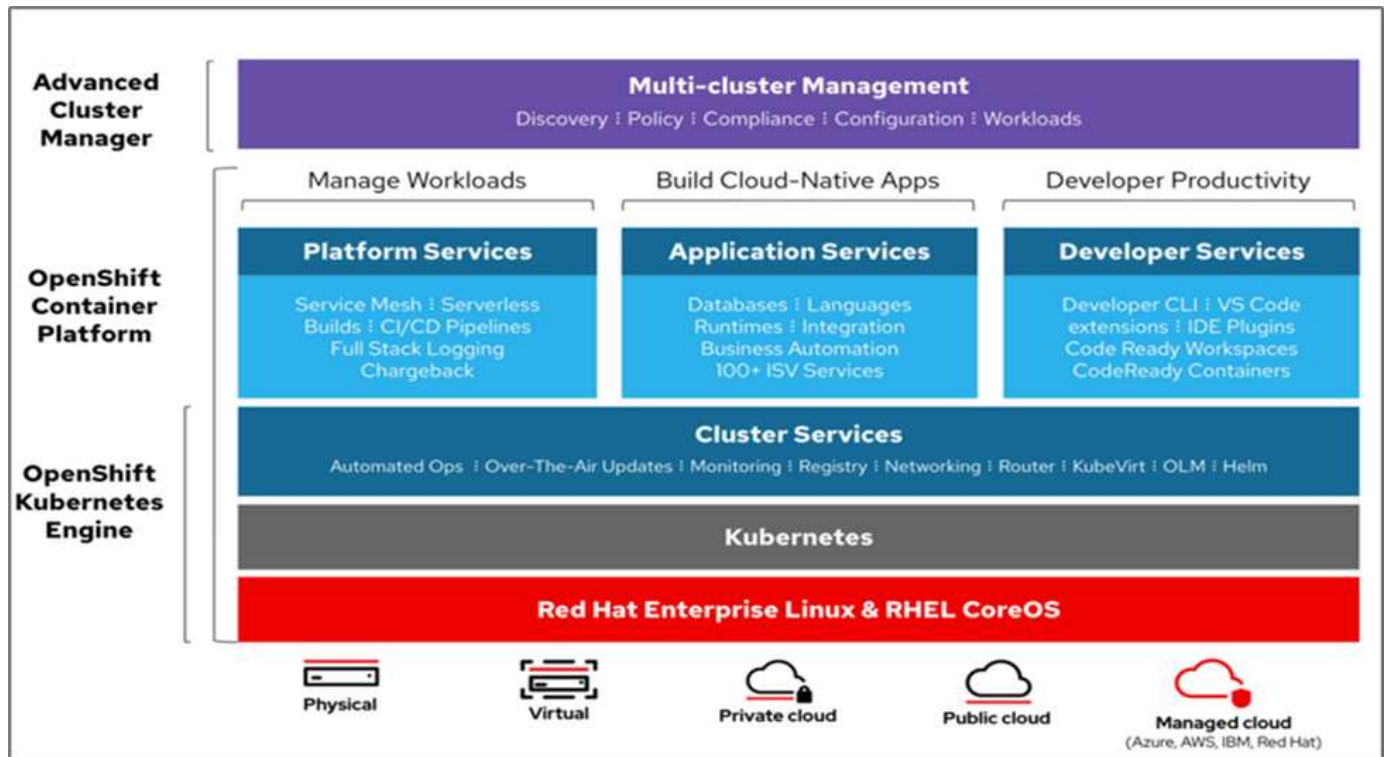 Advanced
Cluster
Manager
Multi-cluster Management
Discovery ⁝ Policy ⁝ Compliance ⁝ Configuration ⁝ Workloads
Manage Workloads
Build Cloud-Native Apps
Developer Productivity
OpenShift
Container
Platform
Platform Services
Service Mesh ⁝ Serverless
Builds ⁝ CI/CD Pipelines
Full Stack Logging
Chargeback
Application Services
Databases ⁝ Languages
Runtimes ⁝ Integration
Business Automation
100+ ISV Services
Developer Services
Developer CLI ⁝ VS Code
extensions ⁝ IDE Plugins
Code Ready Workspaces
CodeReady Containers
OpenShift
Kubernetes
Engine
Cluster Services
Automated Ops ⁝ Over-The-Air Updates ⁝ Monitoring ⁝ Registry ⁝ Networking ⁝ Router ⁝ KubeVirt ⁝ OLM ⁝ Helm
Kubernetes
Red Hat Enterprise Linux & RHEL CoreOS
Physical
Virtual
Private cloud
Public cloud
Managed cloud
(Azure, AWS, IBM, Red Hat)